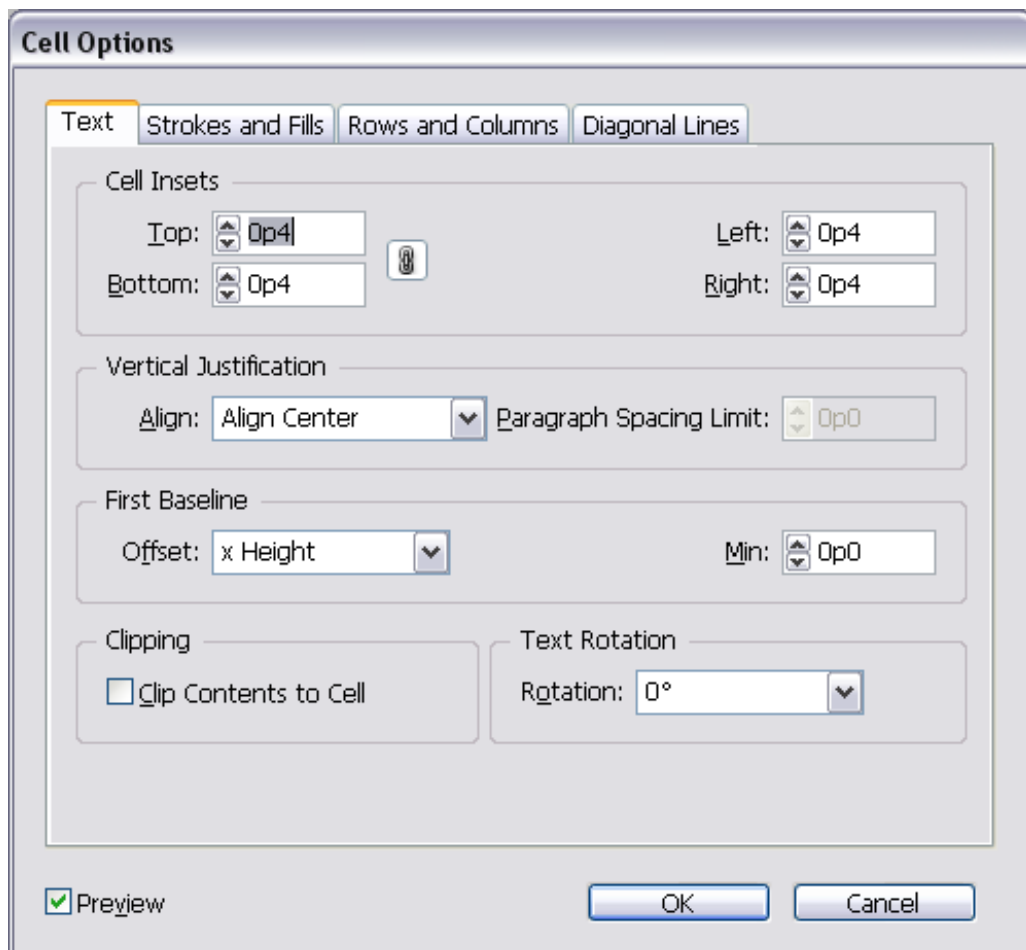 Cell Options
Text Strokes and Fills Rows and Columns Diagonal Lines
Cell Insets
Top: 0p4 Left: 0p4
Bottom: 0p4 Right: 0p4
Vertical Justification
Align: Align Center Paragraph Spacing Limit: 0p0
First Baseline
Offset: x Height Min: 0p0
Clipping Text Rotation
Clip Contents to Cell Rotation: 0°
Preview OK Cancel